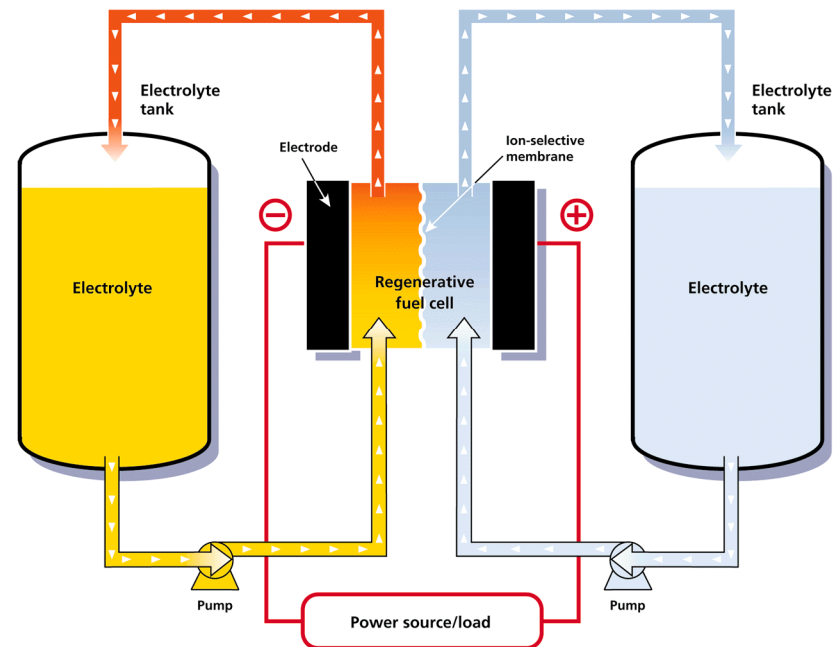 Electrolyte
tank
Electrolyte
tank
Electrode
Ion-selective
membrane
−
+
Electrolyte
Regenerative
fuel cell
Electrolyte
Pump
Power source/load
Pump